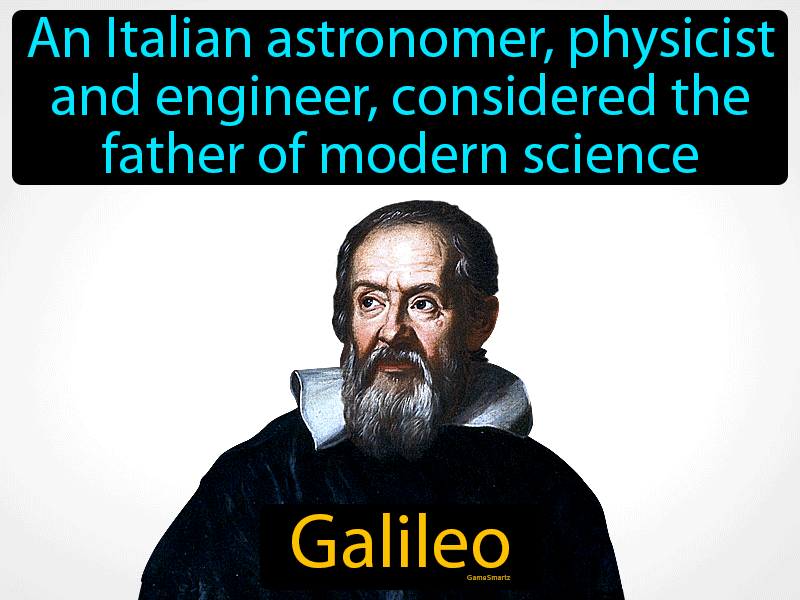 An Italian astronomer, physicist
and engineer, considered the
father of modern science
Galileo
GameSmartz